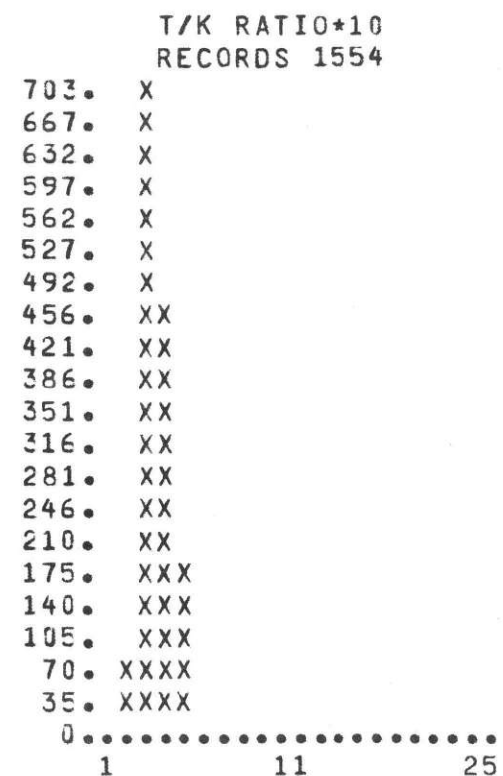 T/K RATIO*10
RECORDS 1554
703. X
667. X
632. X
597. X
562. X
527. X
492. X
456. XX
421. XX
386. XX
351. XX
316. XX
281. XX
246. XX
210. XX
175. XXX
140. XXX
105. XXX
70. XXXX
35. XXXX
0......................
1 11 25